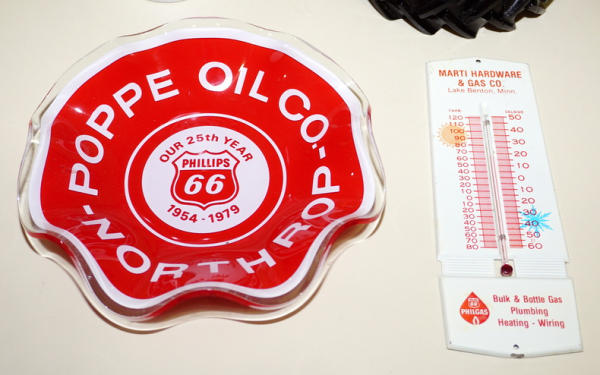 POPPE OIL CO.
NORTHROP
OUR 25th YEAR
PHILLIPS
66
1954-1979
MARTI HARDWARE
& GAS CO.
Lake Benton, Minn.
120 50
110
100 40
90
80 30
70 20
60
50 10
40
30 0
20 10
10
0 20
10
20 30
30
40 40
50 50
60
70
80 60
PHILGAS
Bulk & Bottle Gas
Plumbing
Heating - Wiring